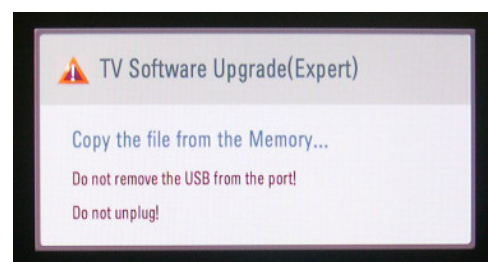 TV Software Upgrade(Expert)
Copy the file from the Memory...
Do not remove the USB from the port!
Do not unplug!